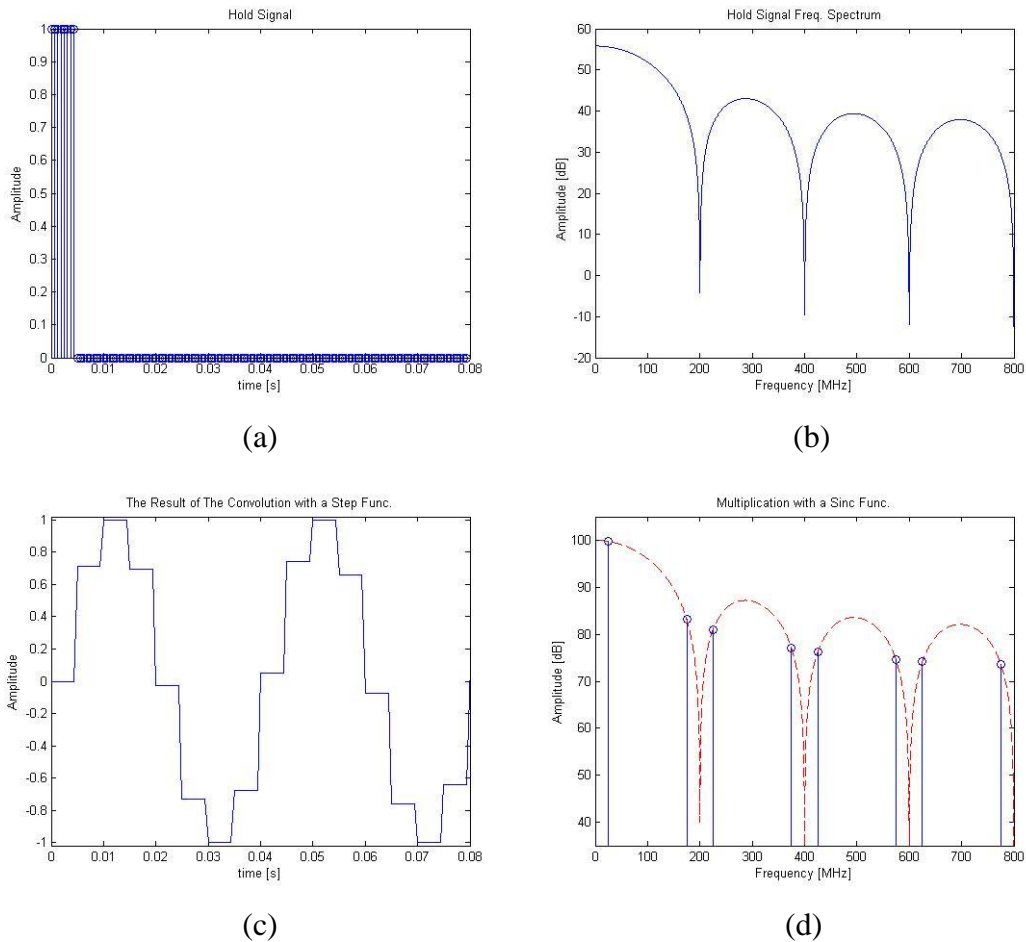 Hold Signal
Amplitude
1
0.9
0.8
0.7
0.6
0.5
0.4
0.3
0.2
0.1
0
0 0.01 0.02 0.03 0.04 0.05 0.06 0.07 0.08
time [s]
(a)
Hold Signal Freq. Spectrum
Amplitude [dB]
60
50
40
30
20
10
0
-10
-20
0 100 200 300 400 500 600 700 800
Frequency [MHz]
(b)
The Result of The Convolution with a Step Func.
Amplitude
1
0.8
0.6
0.4
0.2
0
-0.2
-0.4
-0.6
-0.8
-1
0 0.01 0.02 0.03 0.04 0.05 0.06 0.07 0.08
time [s]
(c)
Multiplication with a Sinc Func.
Amplitude [dB]
100
90
80
70
60
50
40
0 100 200 300 400 500 600 700 800
Frequency [MHz]
(d)